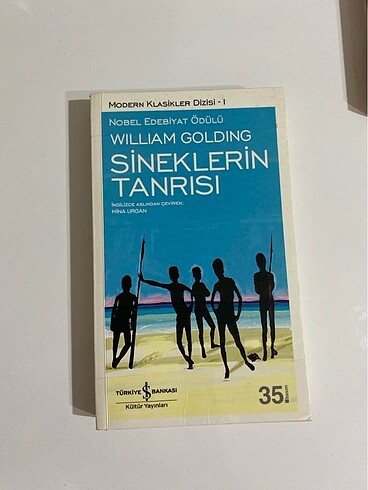 MODERN KLASİKLER DİZİSİ - I
NOBEL EDEBİYAT ÖDÜLÜ
WILLIAM GOLDING
SİNEKLERİN
TANRISI
İNGİLİZCE ASLINDAN ÇEVİREN:
MİNA URGAN
TÜRKİYE İŞ BANKASI
Kültür Yayınları
35.
Basım